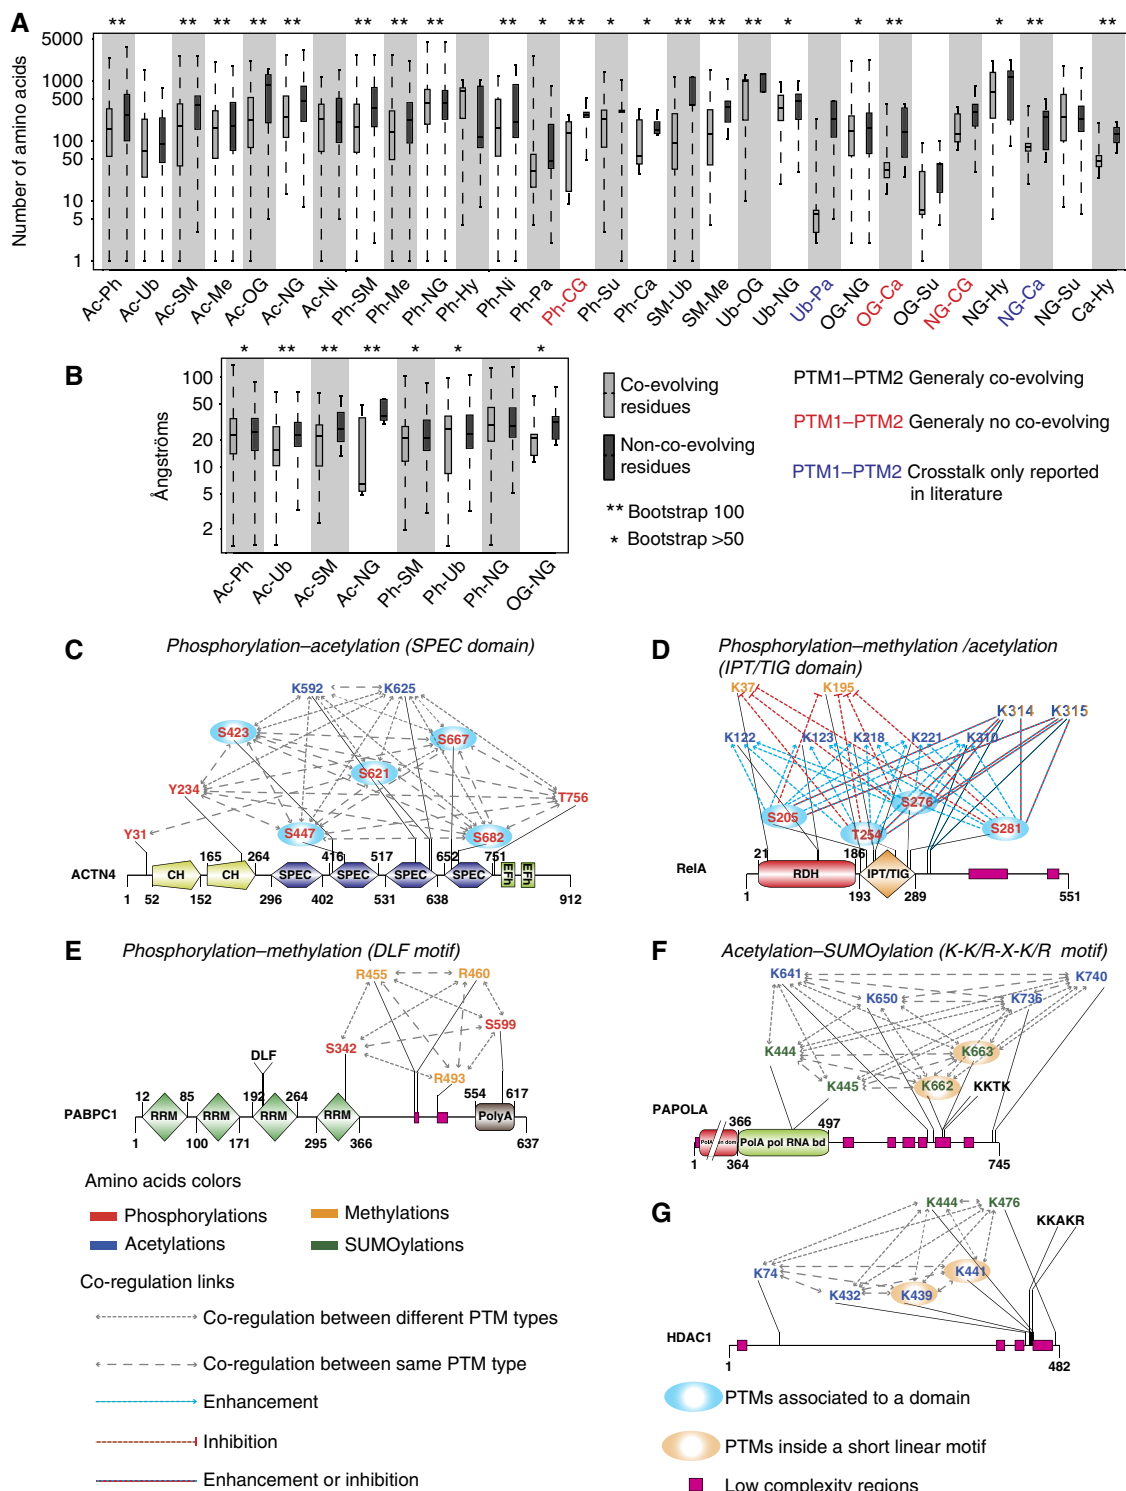 A
** ** ** ** ** ** ** ** ** * ** * * ** ** ** * * ** * ** **
5000
1000
500
100
50
10
5
1
Number of amino acids
Ac-Ph
Ac-Ub
Ac-SM
Ac-Me
Ac-OG
Ac-NG
Ac-Ni
Ph-SM
Ph-Me
Ph-NG
Ph-Hy
Ph-Ni
Ph-Pa
Ph-CG
Ph-Su
Ph-Ca
SM-Ub
SM-Me
Ub-OG
Ub-NG
Ub-Pa
OG-NG
OG-Ca
OG-Su
NG-CG
NG-Hy
NG-Ca
NG-Su
Ca-Hy
B
* ** ** ** * * *
100
50
20
10
5
2
Ångströms
Ac-Ph
Ac-Ub
Ac-SM
Ac-NG
Ph-SM
Ph-Ub
Ph-NG
OG-NG
Co-evolving
residues
Non-co-evolving
residues
** Bootstrap 100
* Bootstrap >50
PTM1–PTM2 Generaly co-evolving
PTM1–PTM2 Generaly no co-evolving
PTM1–PTM2 Crosstalk only reported
in literature
C
Phosphorylation–acetylation (SPEC domain)
K592 K625
S423 S667
S621
Y234 T756
Y31 S447 S682
165 264 416 517 652 751
ACTN4 CH CH SPEC SPEC SPEC SPEC EFh EFh
1 52 152 296 402 531 638 912
D
Phosphorylation–methylation /acetylation
(IPT/TIG domain)
K37 K195
K314 K315
K122 K123 K218 K221 K310
S276
S205 T254 S281
21 186
RelA RDH IPT/TIG
1 193 289 551
E
Phosphorylation–methylation (DLF motif)
R455 R460
S599
S342
DLF R493
12 85 192 264 554 617
PABPC1 RRM RRM RRM RRM PolyA
1 100 171 295 366 637
F
Acetylation–SUMOylation (K-K/R-X-K/R motif)
K641 K740
K650 K736
K444 K663
K445 K662 KKTK
PAPOLA 366 497
PolA pol RNA bd
1 364 745
G
K444 K476
KKAKR
K74 K441
K432 K439
HDAC1
1 482
Amino acids colors
Phosphorylations
Methylations
Acetylations
SUMOylations
Co-regulation links
Co-regulation between different PTM types
Co-regulation between same PTM type
Enhancement
Inhibition
Enhancement or inhibition
PTMs associated to a domain
PTMs inside a short linear motif
Low complexity regions